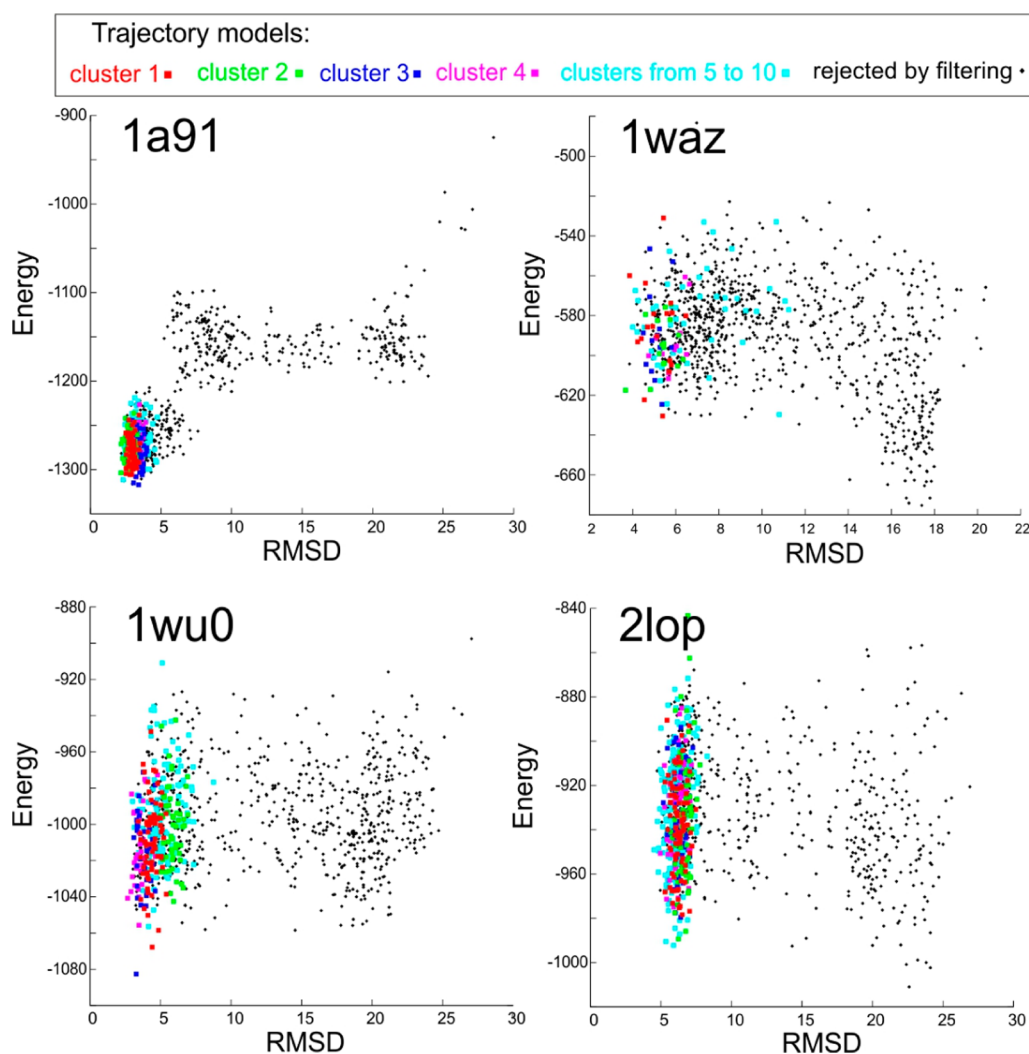 Trajectory models:
cluster 1 cluster 2 cluster 3 cluster 4 clusters from 5 to 10 rejected by filtering
1a91
Energy
-900
-1000
-1100
-1200
-1300
0 5 10 15 20 25 30
RMSD
1waz
Energy
-500
-540
-580
-620
-660
2 4 6 8 10 12 14 16 18 20 22
RMSD
1wu0
Energy
-880
-920
-960
-1000
-1040
-1080
0 5 10 15 20 25 30
RMSD
2lop
Energy
-840
-880
-920
-960
-1000
0 5 10 15 20 25 30
RMSD